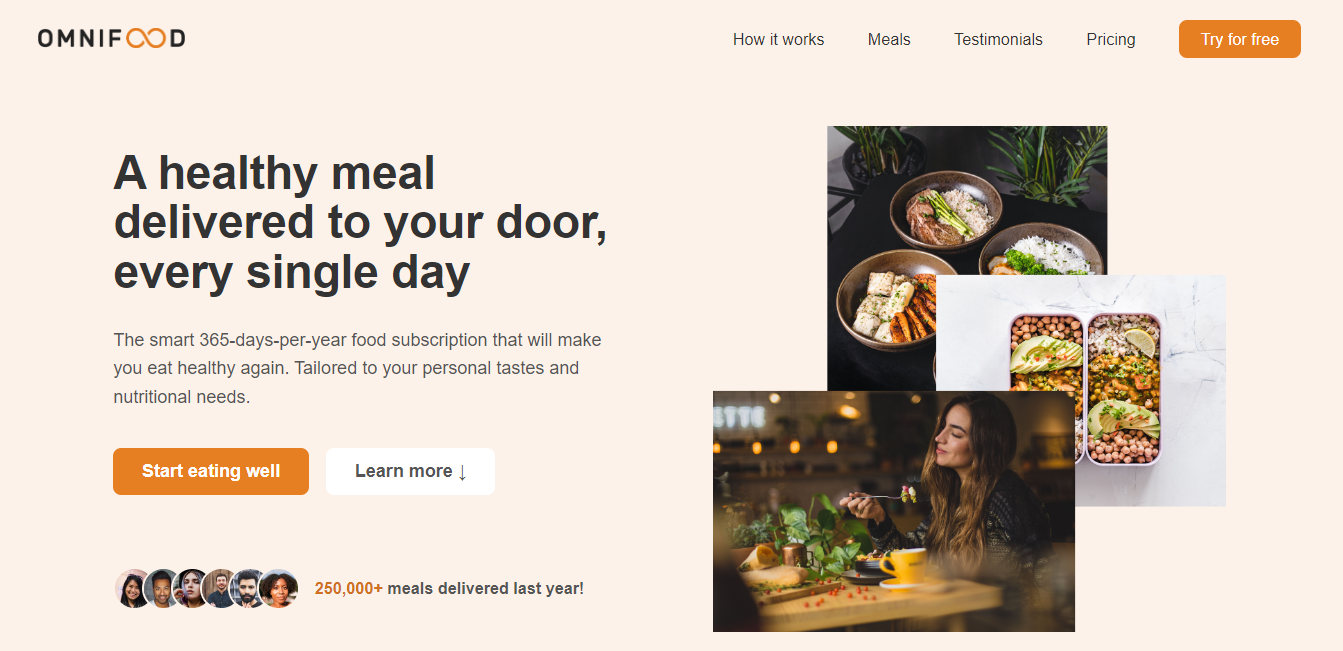 OMNIFOOD
How it works Meals Testimonials Pricing Try for free
A healthy meal
delivered to your door,
every single day
The smart 365-days-per-year food subscription that will make
you eat healthy again. Tailored to your personal tastes and
nutritional needs.
Start eating well Learn more ↓
250,000+ meals delivered last year!